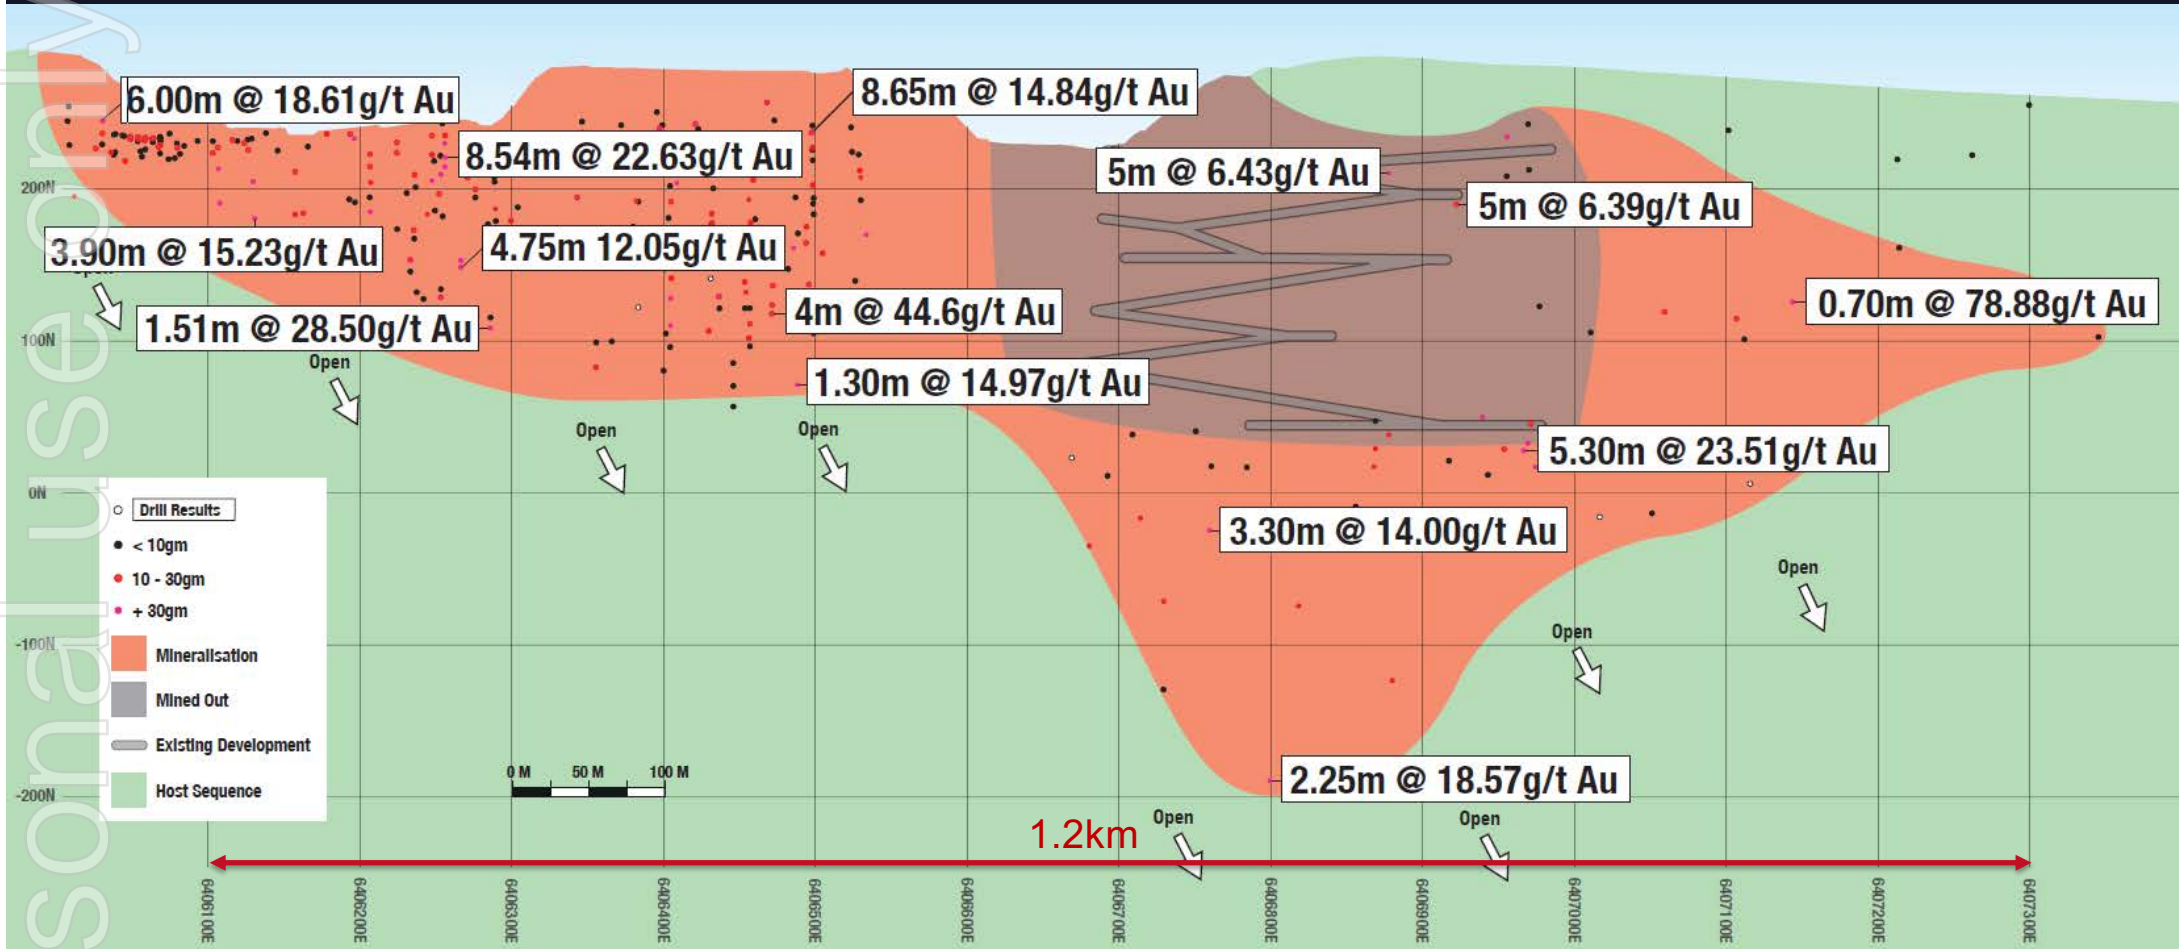 6.00m @ 18.61g/t Au
8.65m @ 14.84g/t Au
8.54m @ 22.63g/t Au
5m @ 6.43g/t Au
5m @ 6.39g/t Au
200N
3.90m @ 15.23g/t Au
4.75m 12.05g/t Au
Open
0.70m @ 78.88g/t Au
4m @ 44.6g/t Au
1.51m @ 28.50g/t Au
100N
Open
1.30m @ 14.97g/t Au
Open
Open
5.30m @ 23.51g/t Au
0N
Drill Results
< 10gm
10 - 30gm
+ 30gm
Mineralisation
Mined Out
Existing Development
Host Sequence
3.30m @ 14.00g/t Au
Open
Open
-100N
0 M 50 M 100 M
2.25m @ 18.57g/t Au
-200N
Open
Open
1.2km
6406100E
6406200E
6406300E
6406400E
6406500E
6406600E
6406700E
6406800E
6406900E
6407000E
6407100E
6407200E
6407300E
sonal use only